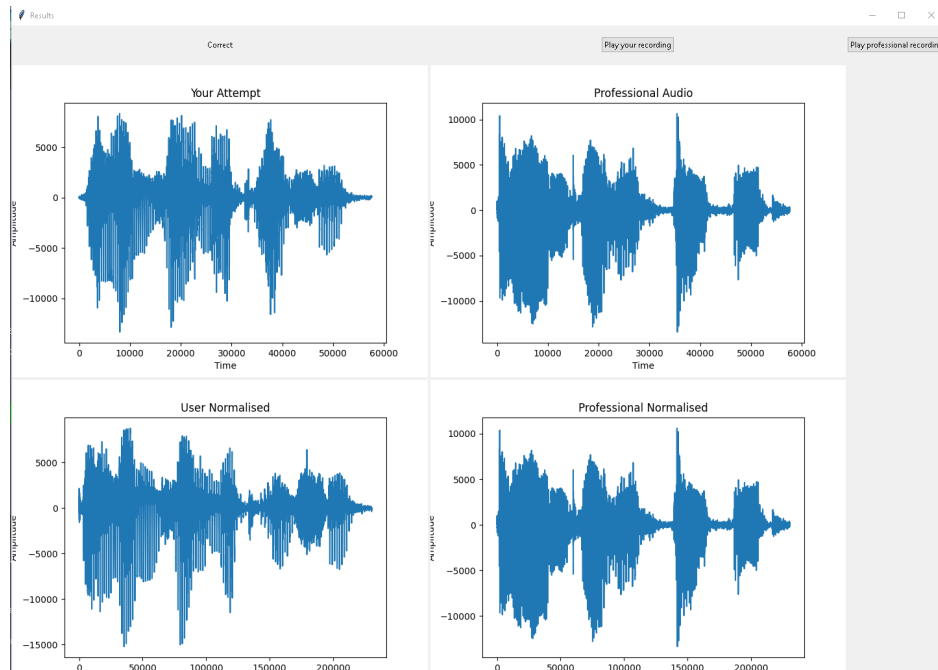 Results
Correct
Play your recording
Play professional recordin
Your Attempt
5000
0
−5000
−10000
Amplitude
0 10000 20000 30000 40000 50000 60000
Time
Professional Audio
10000
5000
0
−5000
−10000
Amplitude
0 10000 20000 30000 40000 50000 60000
Time
User Normalised
5000
0
−5000
−10000
−15000
Amplitude
0 50000 100000 150000 200000
Professional Normalised
10000
5000
0
−5000
−10000
Amplitude
0 50000 100000 150000 200000